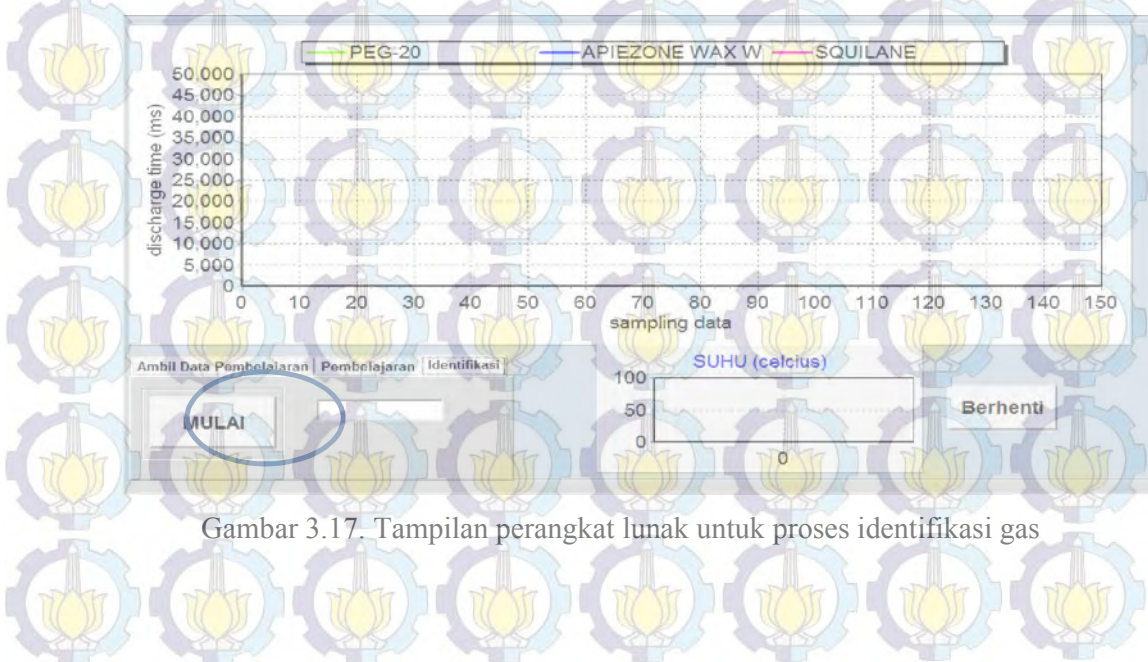 PEG-20 APIEZONE WAX W SQUILANE
50,000
45,000
40,000
35,000
30,000
25,000
20,000
15,000
10,000
5,000
0
discharge time (ms)
0 10 20 30 40 50 60 70 80 90 100 110 120 130 140 150
sampling data
Ambil Data Pembelajaran Pembelajaran Identifikasi
MULAI
SUHU (celcius)
100
50
0
0
Berhenti
Gambar 3.17. Tampilan perangkat lunak untuk proses identifikasi gas